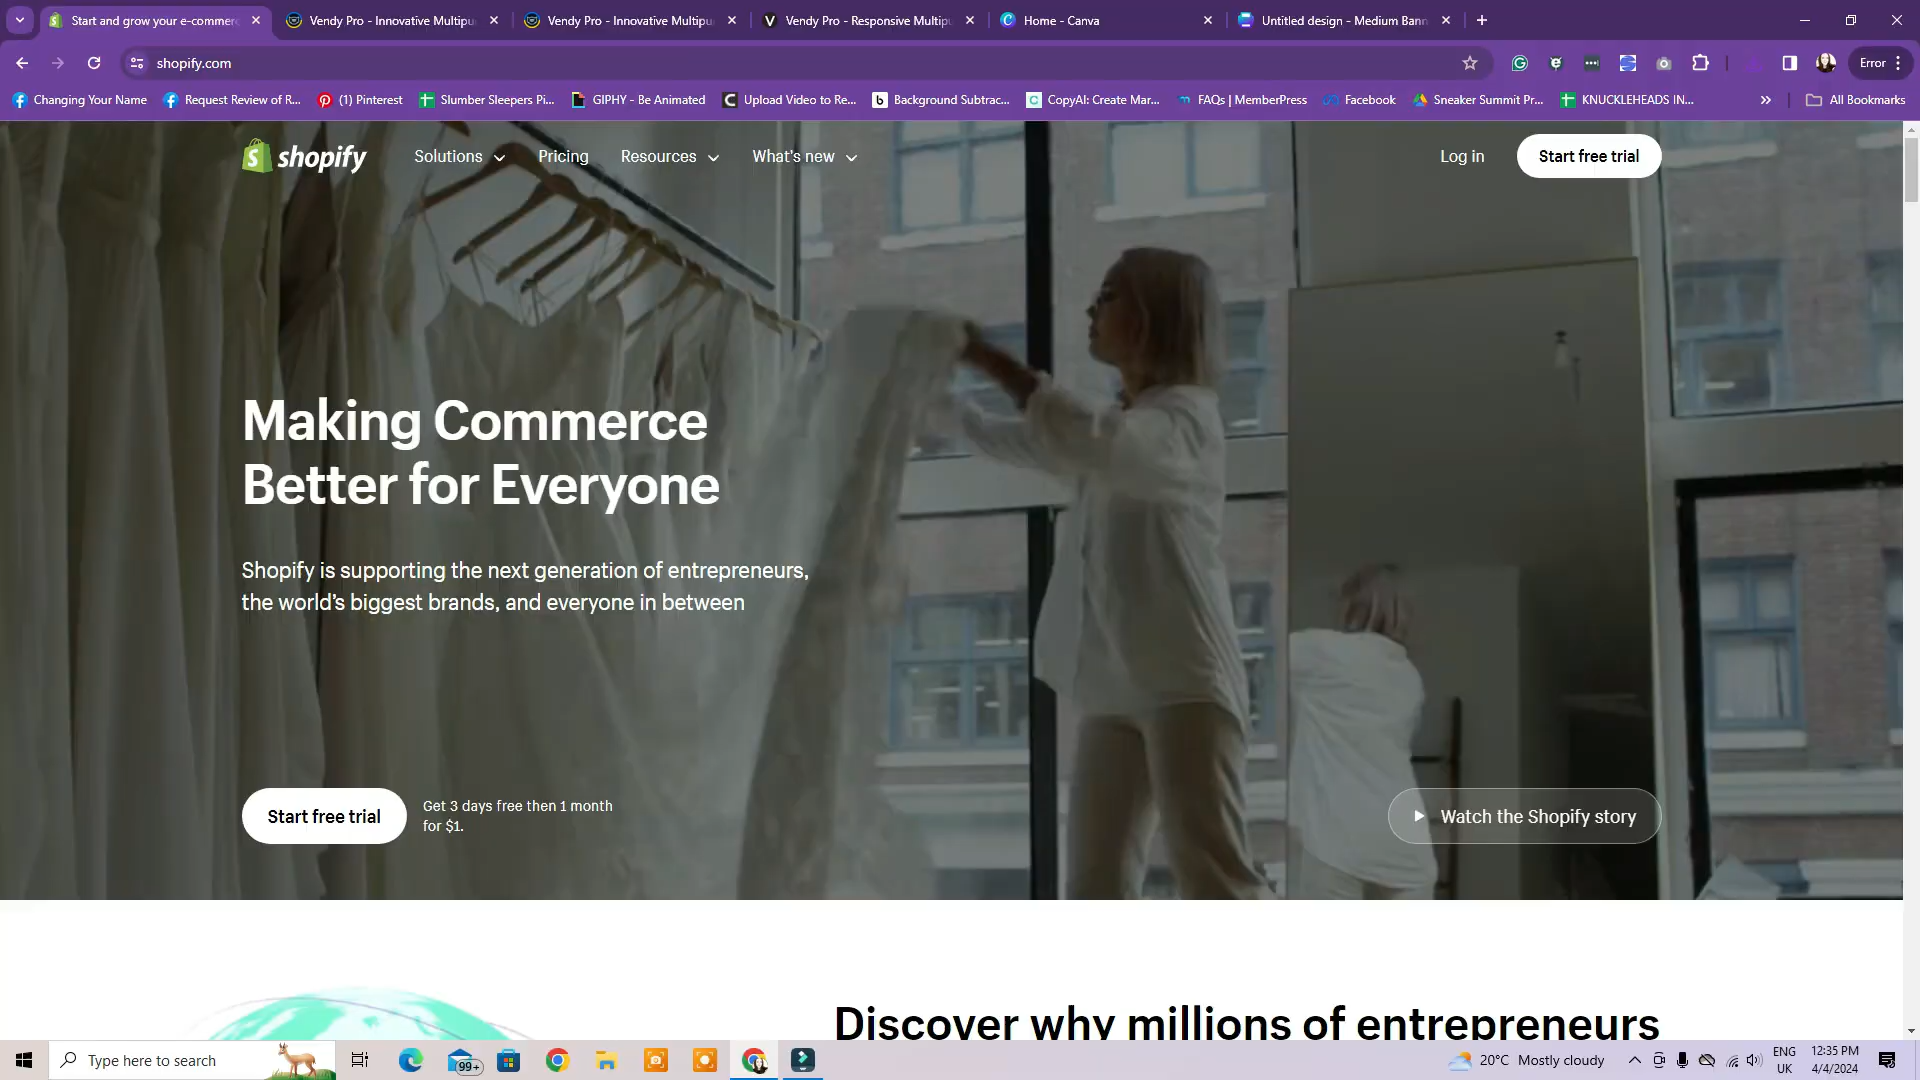 Start and grow your e-commerc
Vendy Pro - Innovative Multipu
Vendy Pro - Innovative Multipu
Vendy Pro - Responsive Multipu
Home - Canva
Untitled design - Medium Bann
shopify.com
Error
Changing Your Name
Request Review of R...
(1) Pinterest
Slumber Sleepers Pi...
GIPHY - Be Animated
Upload Video to Re...
Background Subtrac...
CopyAI: Create Mar...
FAQs | MemberPress
Facebook
Sneaker Summit Pr...
KNUCKLEHEADS IN...
All Bookmarks
shopify
Solutions
Pricing
Resources
What's new
Log in
Start free trial
Making Commerce
Better for Everyone
Shopify is supporting the next generation of entrepreneurs,
the world's biggest brands, and everyone in between
Start free trial
Get 3 days free then 1 month
for $1.
Watch the Shopify story
Discover why millions of entrepreneurs
Type here to search
99+
20°C Mostly cloudy
ENG
UK
12:35 PM
4/4/2024